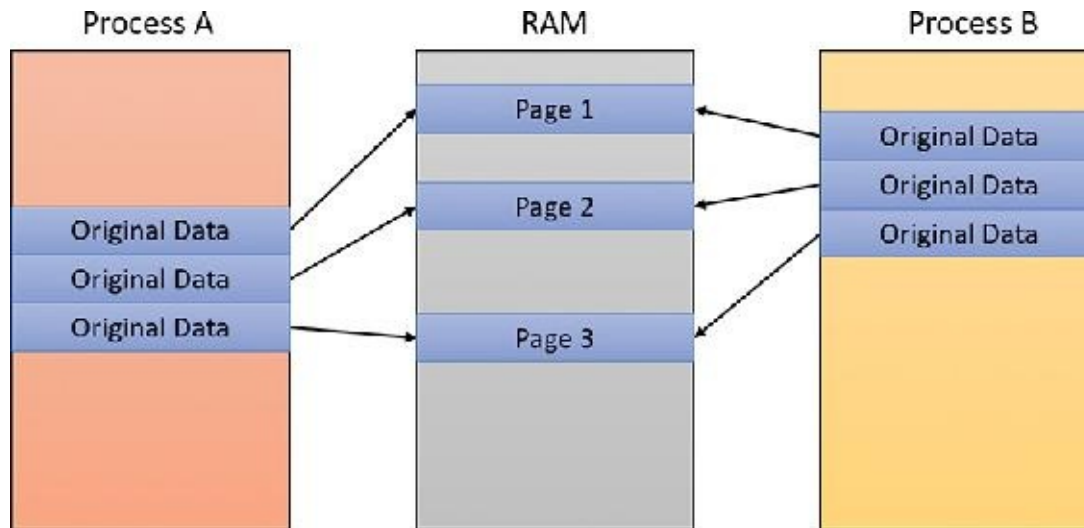 Process A
RAM
Process B
Page 1
Original Data
Page 2
Original Data
Original Data
Original Data
Original Data
Original Data
Page 3